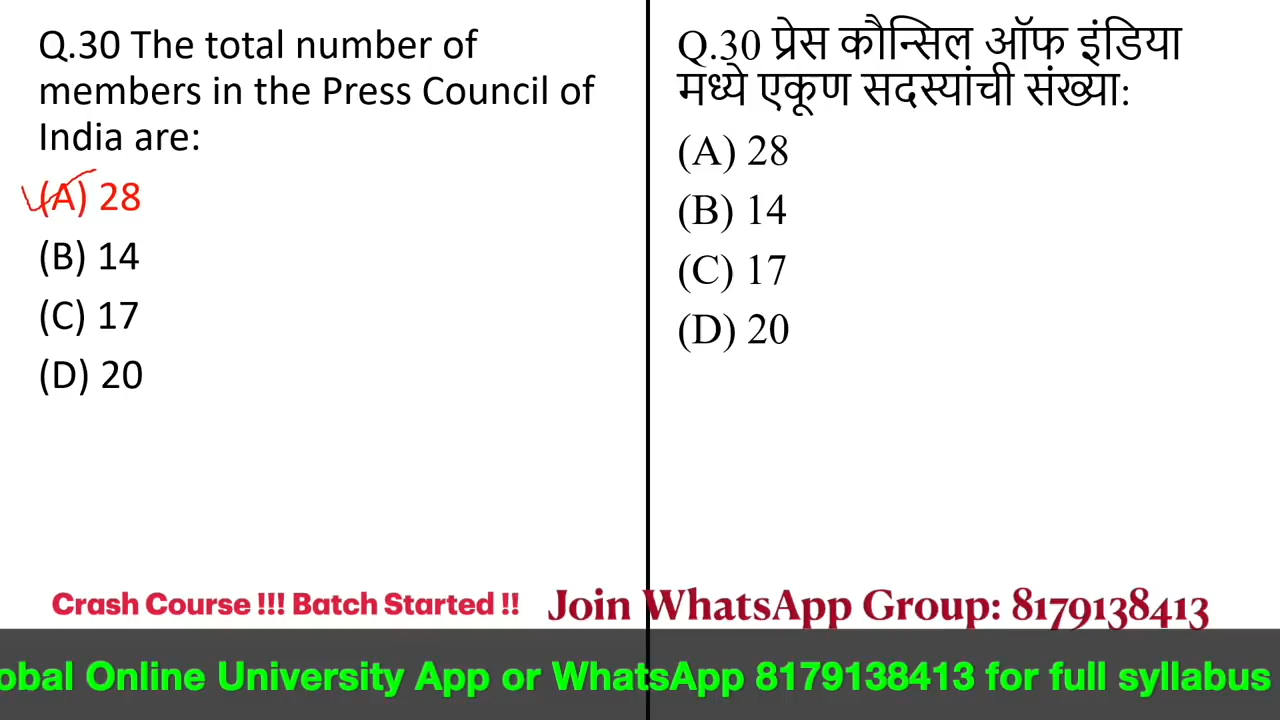 Q.30 The total number of
members in the Press Council of
India are:
(A) 28
(B) 14
(C) 17
(D) 20
Q.30 प्रेस कौन्सिल ऑफ इंडिया
मध्ये एकूण सदस्यांची संख्या:
(A) 28
(B) 14
(C) 17
(D) 20
Crash Course !!! Batch Started !!
Join WhatsApp Group: 8179138413
obal Online University App or WhatsApp 8179138413 for full syllabus